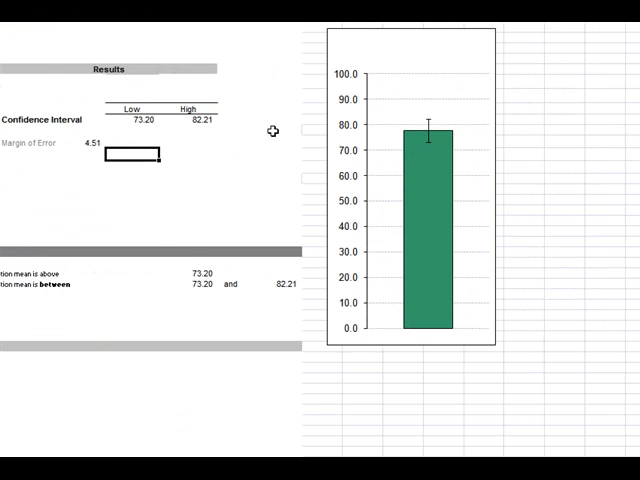 Results
Low High
Confidence Interval 73.20 82.21
Margin of Error 4.51
tion mean is above 73.20
tion mean is between 73.20 and 82.21
100.0
90.0
80.0
70.0
60.0
50.0
40.0
30.0
20.0
10.0
0.0